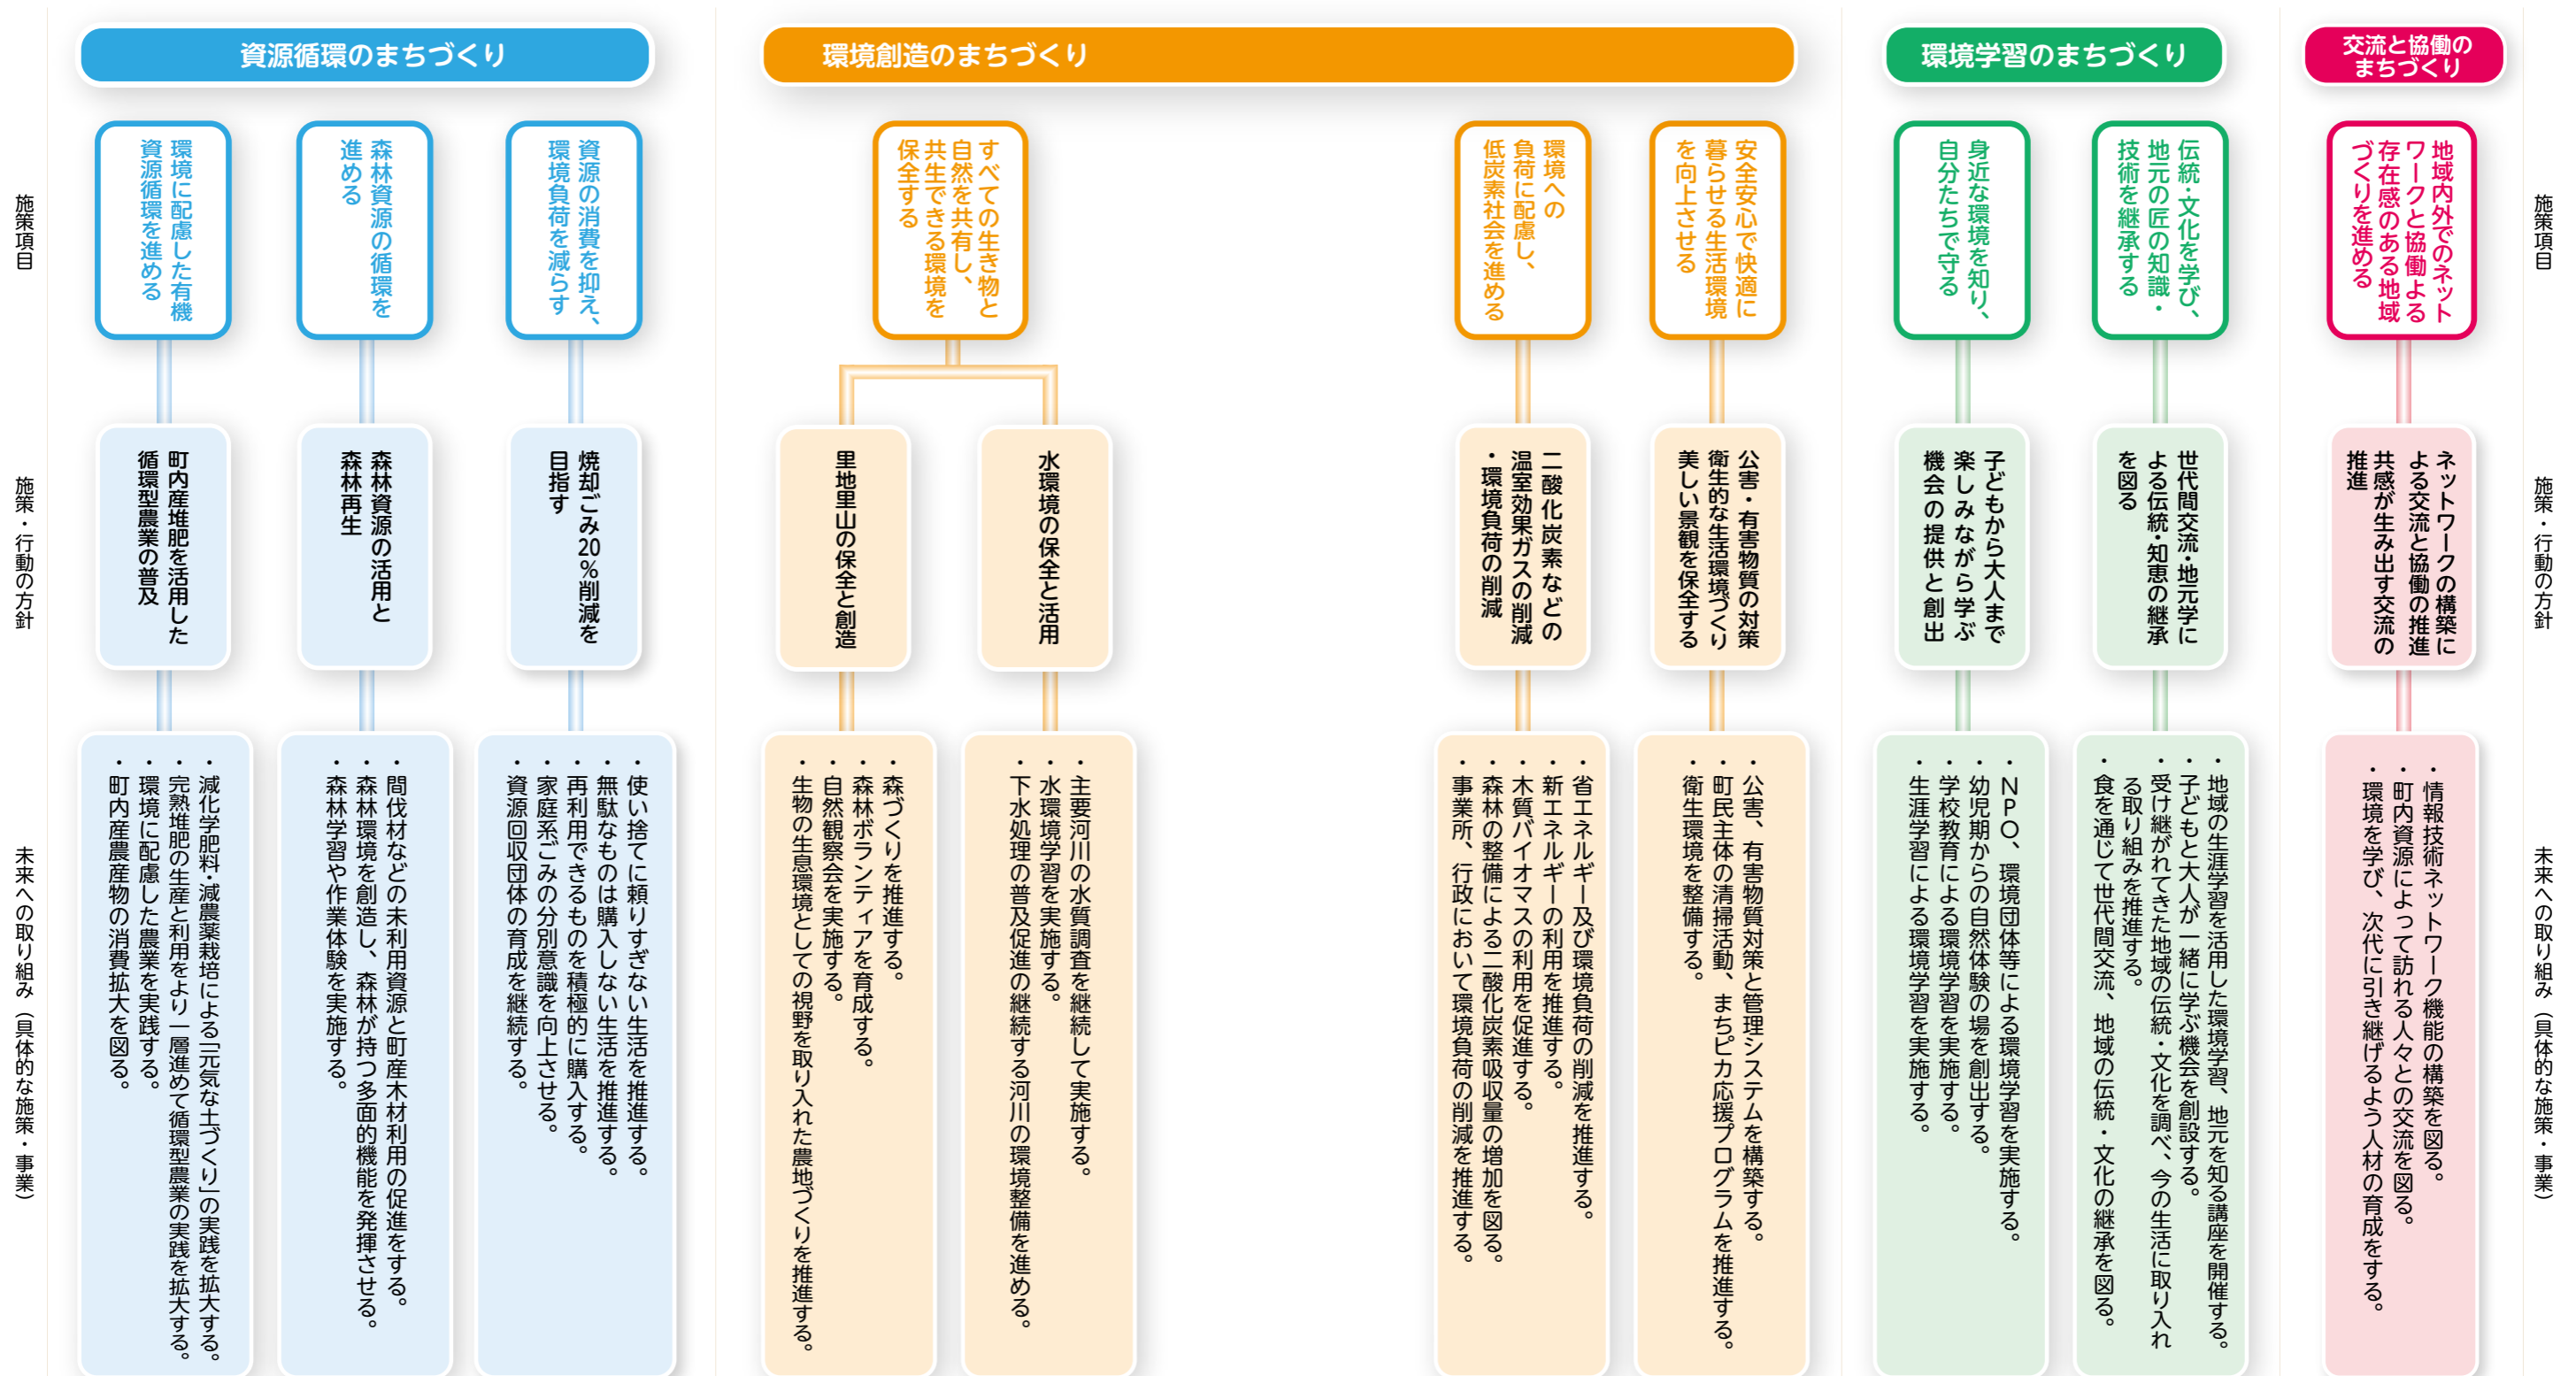 資源循環のまちづくり
環境創造のまちづくり
環境学習のまちづくり
交流と協働の
まちづくり
施策項目
環境に配慮した有機
資源循環を進める
森林資源の循環を
進める
資源の消費を抑え、
環境負荷を減らす
すべての生き物と
自然を共有し、
共生できる環境を
保全する
環境への
負荷に配慮し、
低炭素社会を進める
安全安心で快適に
暮らせる生活環境
を向上させる
身近な環境を知り、
自分たちで守る
伝統・文化を学び、
地元の匠の知識・
技術を継承する
地域内外でのネット
ワークと協働よる
存在感のある地域
づくりを進める
施策項目
施策・行動の方針
町内産堆肥を活用した
循環型農業の普及
森林資源の活用と
森林再生
焼却ごみ20%削減を
目指す
里地里山の保全と創造
水環境の保全と活用
二酸化炭素などの
温室効果ガスの削減
・環境負荷の削減
公害・有害物質の対策
衛生的な生活環境づくり
美しい景観を保全する
子どもから大人まで
楽しみながら学ぶ
機会の提供と創出
世代間交流・地元学に
よる伝統・知恵の継承
を図る
ネットワークの構築に
よる交流と協働の推進
共感が生み出す交流の
推進
施策・行動の方針
未来への取り組み（具体的な施策・事業）
・減化学肥料・減農薬栽培による「元気な土づくり」の実践を拡大する。
・完熟堆肥の生産と利用をより一層進めて循環型農業の実践を拡大する。
・環境に配慮した農業を実践する。
・町内産農産物の消費拡大を図る。
・間伐材などの未利用資源と町産木材利用の促進をする。
・森林環境を創造し、森林が持つ多面的機能を発揮させる。
・森林学習や作業体験を実施する。
・使い捨てに頼りすぎない生活を推進する。
・無駄なものは購入しない生活を推進する。
・再利用できるものを積極的に購入する。
・家庭系ごみの分別意識を向上させる。
・資源回収団体の育成を継続する。
・森づくりを推進する。
・森林ボランティアを育成する。
・自然観察会を実施する。
・生物の生息環境としての視野を取り入れた農地づくりを推進する。
・主要河川の水質調査を継続して実施する。
・水環境学習を実施する。
・下水処理の普及促進の継続する河川の環境整備を進める。
・省エネルギー及び環境負荷の削減を推進する。
・新エネルギーの利用を推進する。
・木質バイオマスの利用を促進する。
・森林の整備による二酸化炭素吸収量の増加を図る。
・事業所、行政において環境負荷の削減を推進する。
・公害、有害物質対策と管理システムを構築する。
・町民主体の清掃活動、まちピカ応援プログラムを推進する。
・衛生環境を整備する。
・NPO、環境団体等による環境学習を実施する。
・幼児期からの自然体験の場を創出する。
・学校教育による環境学習を実施する。
・生涯学習による環境学習を実施する。
・地域の生涯学習を活用した環境学習、地元を知る講座を開催する。
・子どもと大人が一緒に学ぶ機会を創設する。
・受け継がれてきた地域の伝統・文化を調べ、今の生活に取り入れ
る取り組みを推進する。
・食を通じて世代間交流、地域の伝統・文化の継承を図る。
・情報技術ネットワーク機能の構築を図る。
・町内資源によって訪れる人々との交流を図る。
・環境を学び、次代に引き継げるよう人材の育成をする。
未来への取り組み（具体的な施策・事業）